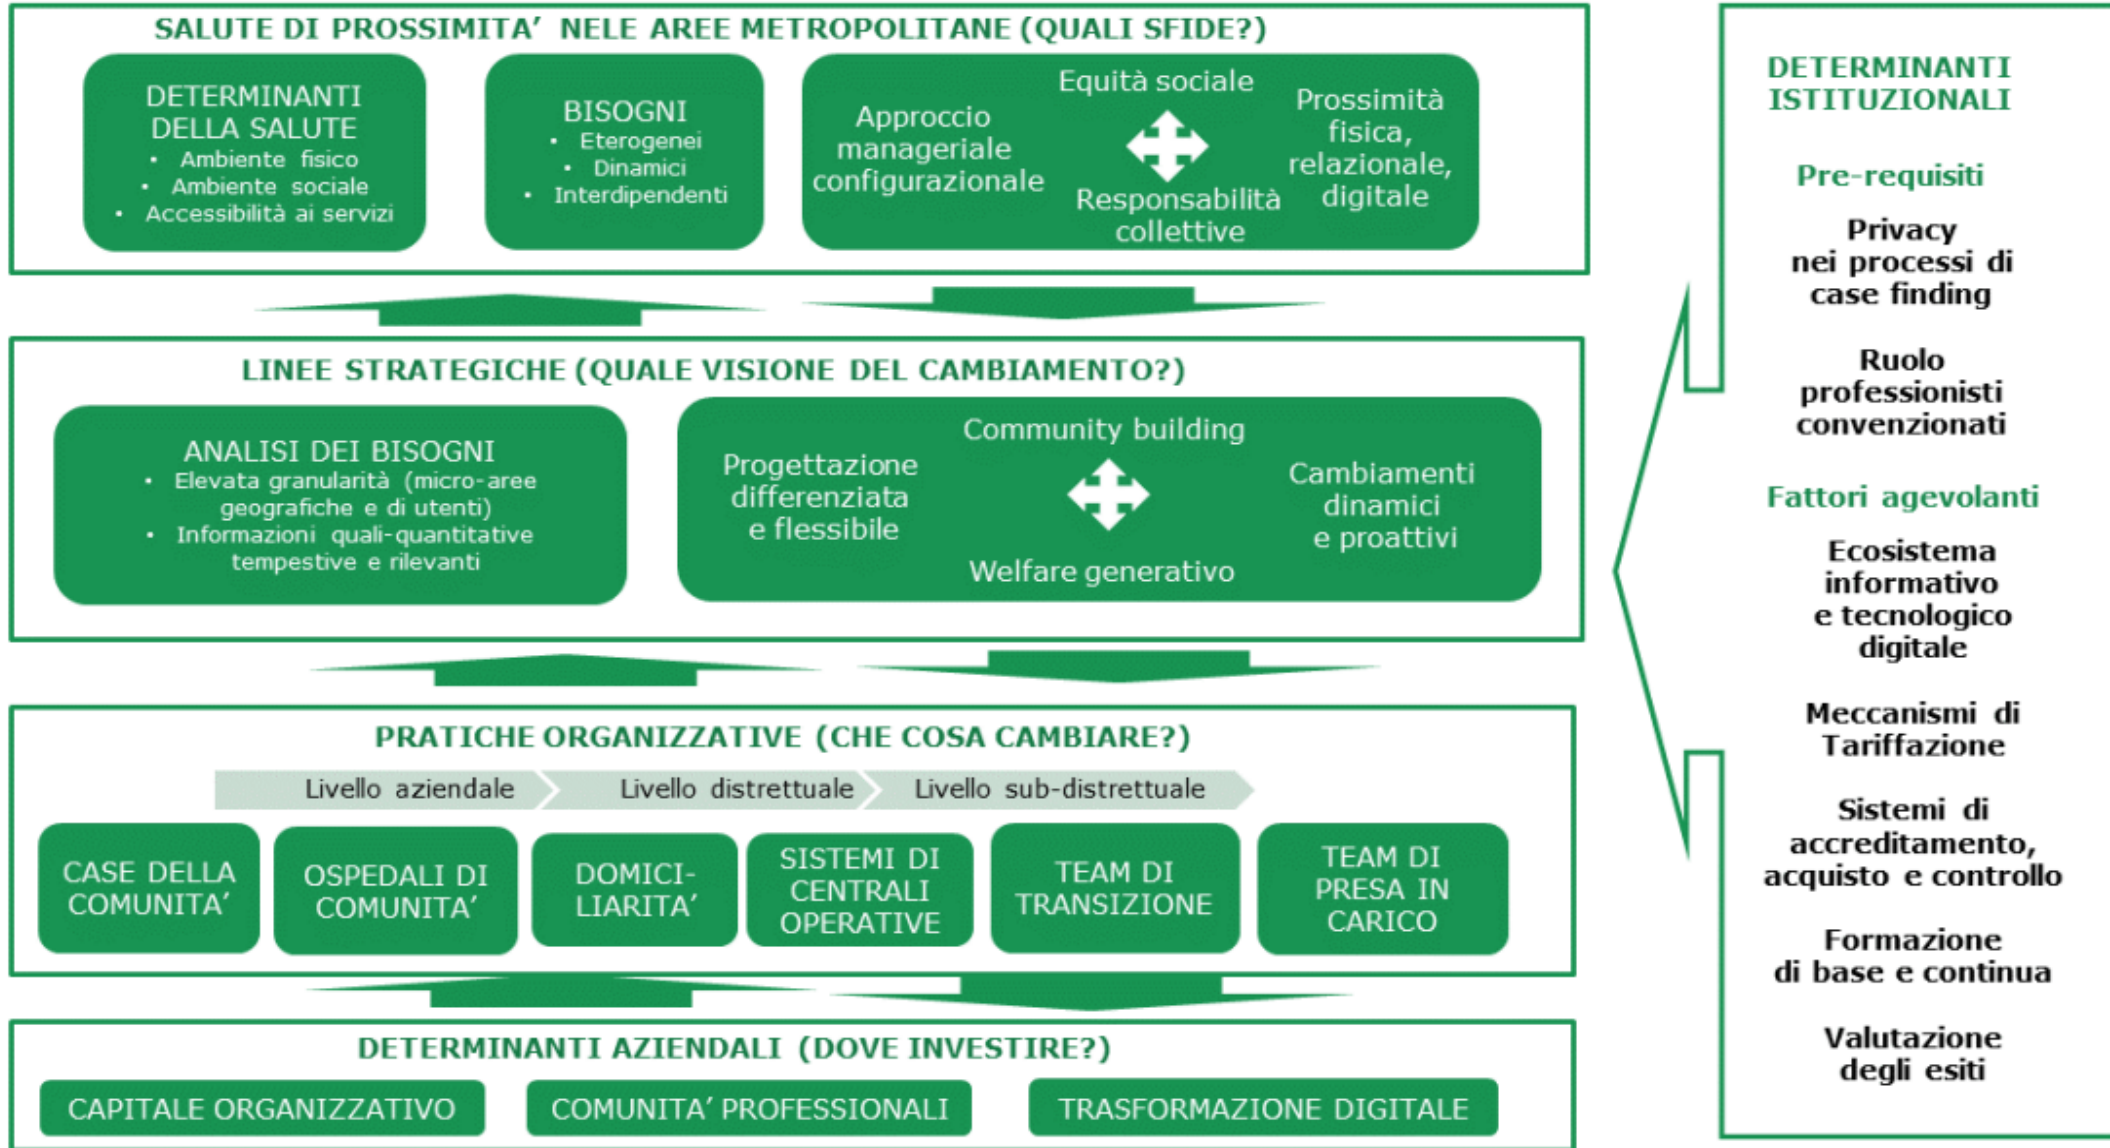 SALUTE DI PROSSIMITA’ NELE AREE METROPOLITANE (QUALI SFIDE?)
DETERMINANTI
DELLA SALUTE
• Ambiente fisico
• Ambiente sociale
• Accessibilità ai servizi
BISOGNI
• Eterogenei
• Dinamici
• Interdipendenti
Approccio
manageriale
configurazionale
Equità sociale
Responsabilità
collettive
Prossimità
fisica,
relazionale,
digitale
LINEE STRATEGICHE (QUALE VISIONE DEL CAMBIAMENTO?)
ANALISI DEI BISOGNI
• Elevata granularità (micro-aree
geografiche e di utenti)
• Informazioni quali-quantitative
tempestive e rilevanti
Progettazione
differenziata
e flessibile
Community building
Welfare generativo
Cambiamenti
dinamici
e proattivi
PRATICHE ORGANIZZATIVE (CHE COSA CAMBIARE?)
Livello aziendale
Livello distrettuale
Livello sub-distrettuale
CASE DELLA
COMUNITA’
OSPEDALI DI
COMUNITA’
DOMICI-
LIARITA’
SISTEMI DI
CENTRALI
OPERATIVE
TEAM DI
TRANSIZIONE
TEAM DI
PRESA IN
CARICO
DETERMINANTI AZIENDALI (DOVE INVESTIRE?)
CAPITALE ORGANIZZATIVO
COMUNITA’ PROFESSIONALI
TRASFORMAZIONE DIGITALE
DETERMINANTI
ISTITUZIONALI
Pre-requisiti
Privacy
nei processi di
case finding
Ruolo
professionisti
convenzionati
Fattori agevolanti
Ecosistema
informativo
e tecnologico
digitale
Meccanismi di
Tariffazione
Sistemi di
accreditamento,
acquisto e controllo
Formazione
di base e continua
Valutazione
degli esiti